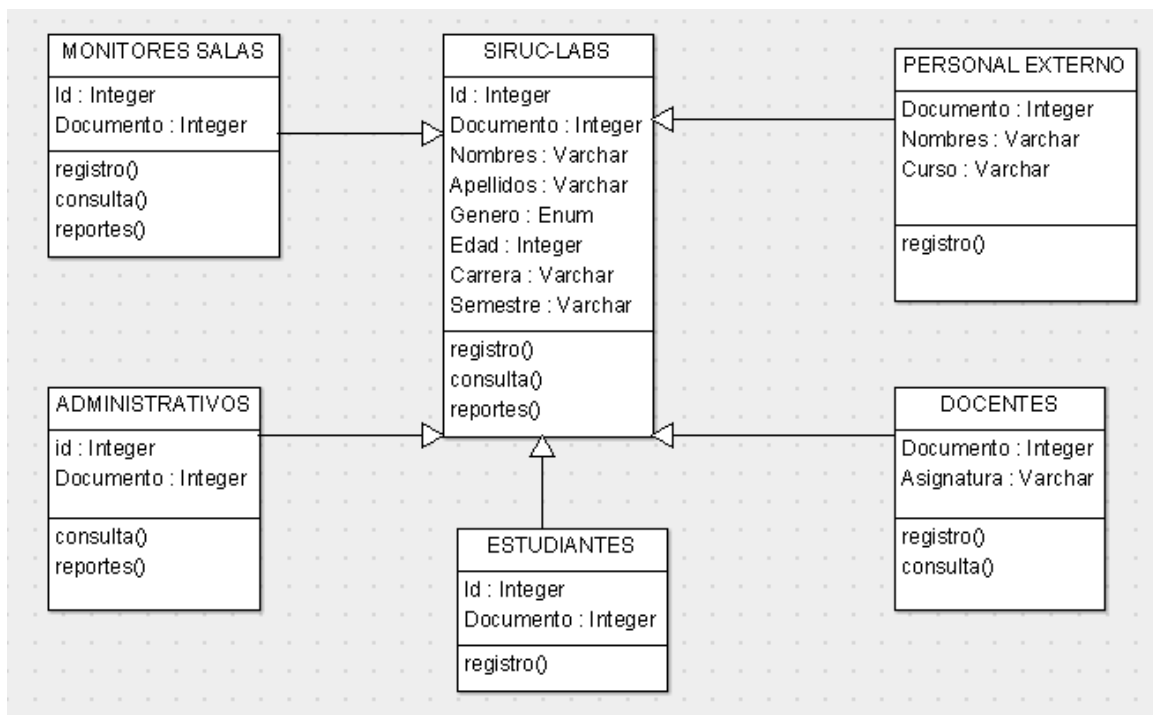 MONITORES SALAS
Id : Integer
Documento : Integer
registro()
consulta()
reportes()
SIRUC-LABS
Id : Integer
Documento : Integer
Nombres : Varchar
Apellidos : Varchar
Genero : Enum
Edad : Integer
Carrera : Varchar
Semestre : Varchar
registro()
consulta()
reportes()
PERSONAL EXTERNO
Documento : Integer
Nombres : Varchar
Curso : Varchar
registro()
ADMINISTRATIVOS
id : Integer
Documento : Integer
consulta()
reportes()
ESTUDIANTES
Id : Integer
Documento : Integer
registro()
DOCENTES
Documento : Integer
Asignatura : Varchar
registro()
consulta()